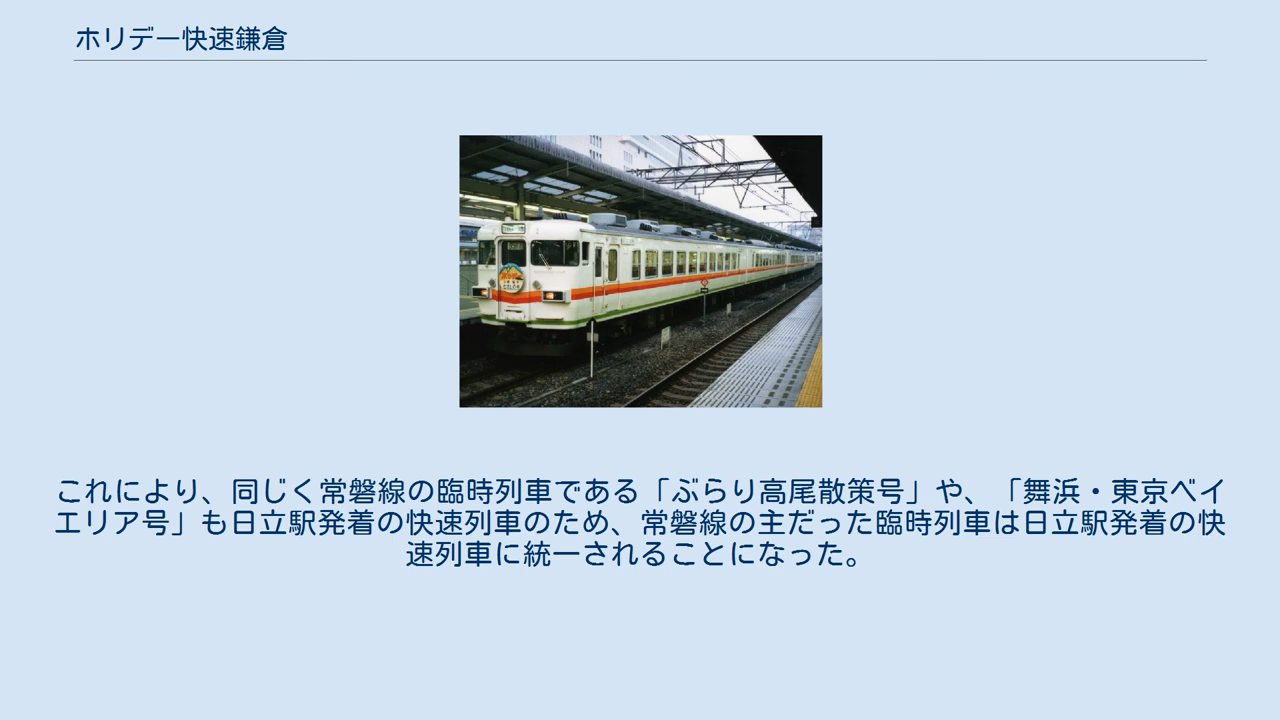 ホリデー快速鎌倉
これにより、同じく常磐線の臨時列車である「ぶらり高尾散策号」や、「舞浜・東京ベイ
エリア号」も日立駅発着の快速列車のため、常磐線の主だった臨時列車は日立駅発着の快
速列車に統一されることになった。